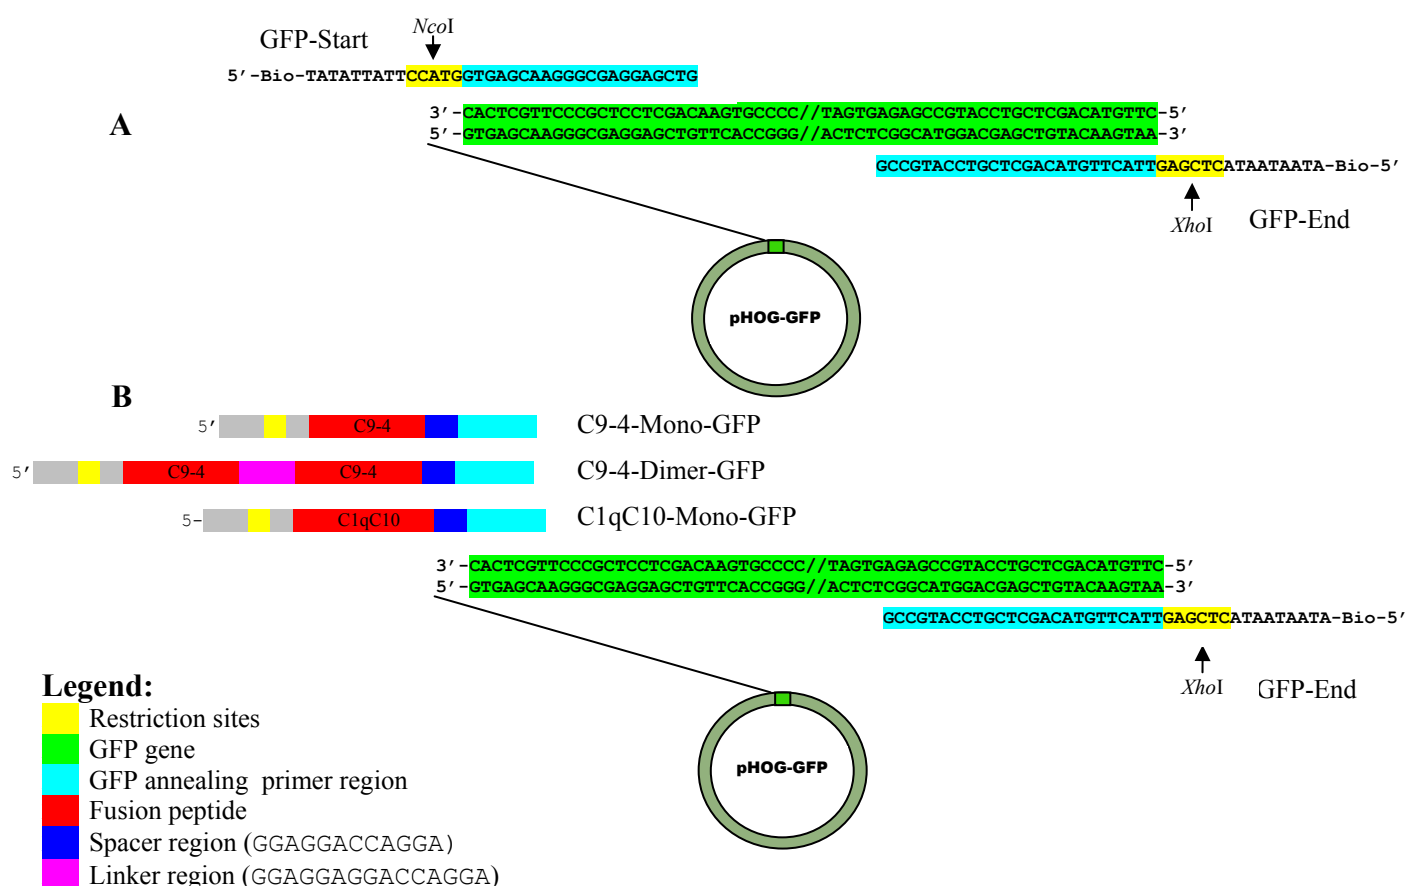 NcoI
GFP-Start
5'-Bio-TATATTATTCCATGGTGAGCAAGGGCGAGGAGCTG
A
3'-CACTCGTTCCCGCTCCTCGACAAGTGCCCC//TAGTGAGAGCCGTACCTGCTCGACATGTTC-5'
5'-GTGAGCAAGGGCGAGGAGCTGTTCACCGGG//ACTCTCGGCATGGACGAGCTGTACAAGTAA-3'
GCCGTACCTGCTCGACATGTTCATTGAGCTCATAATAATA-Bio-5'
XhoI
GFP-End
pHOG-GFP
B
5' C9-4 C9-4-Mono-GFP
5' C9-4 C9-4 C9-4-Dimer-GFP
5- C1qC10 C1qC10-Mono-GFP
3'-CACTCGTTCCCGCTCCTCGACAAGTGCCCC//TAGTGAGAGCCGTACCTGCTCGACATGTTC-5'
5'-GTGAGCAAGGGCGAGGAGCTGTTCACCGGG//ACTCTCGGCATGGACGAGCTGTACAAGTAA-3'
GCCGTACCTGCTCGACATGTTCATTGAGCTCATAATAATA-Bio-5'
XhoI
GFP-End
pHOG-GFP
Legend:
Restriction sites
GFP gene
GFP annealing primer region
Fusion peptide
Spacer region (GGAGGACCAGGA)
Linker region (GGAGGAGGACCAGGA)